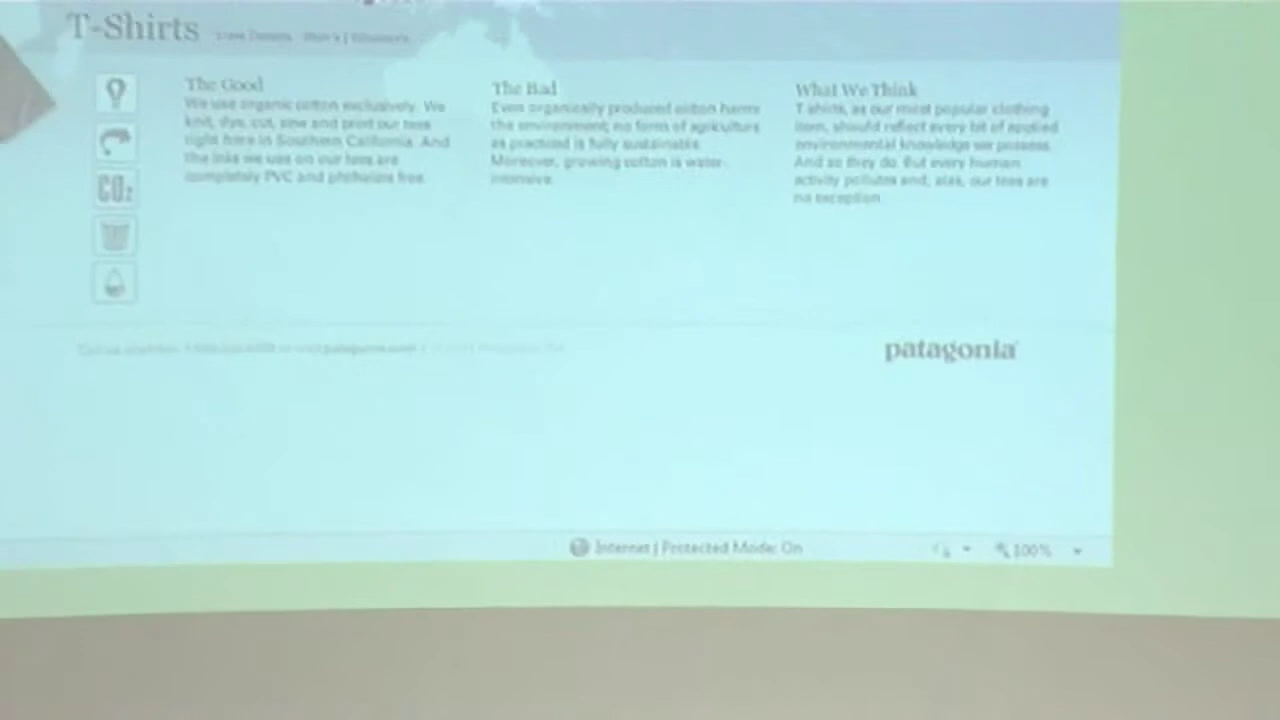 T-Shirts
The Good
We use organic cotton exclusively. We
knit, dye, cut, sew and print our tees
right here in Southern California. And
the inks we use on our tees are
completely PVC and phthalate free.
The Bad
Even organically produced cotton harms
the environment; no form of agriculture
as practiced is fully sustainable.
Moreover, growing cotton is water-
intensive.
What We Think
T-shirts, as our most popular clothing
item, should reflect every bit of applied
environmental knowledge we possess.
And so they do. But every human
activity pollutes and, alas, our tees are
no exception.
CO₂
patagonia
Internet | Protected Mode: On
100%